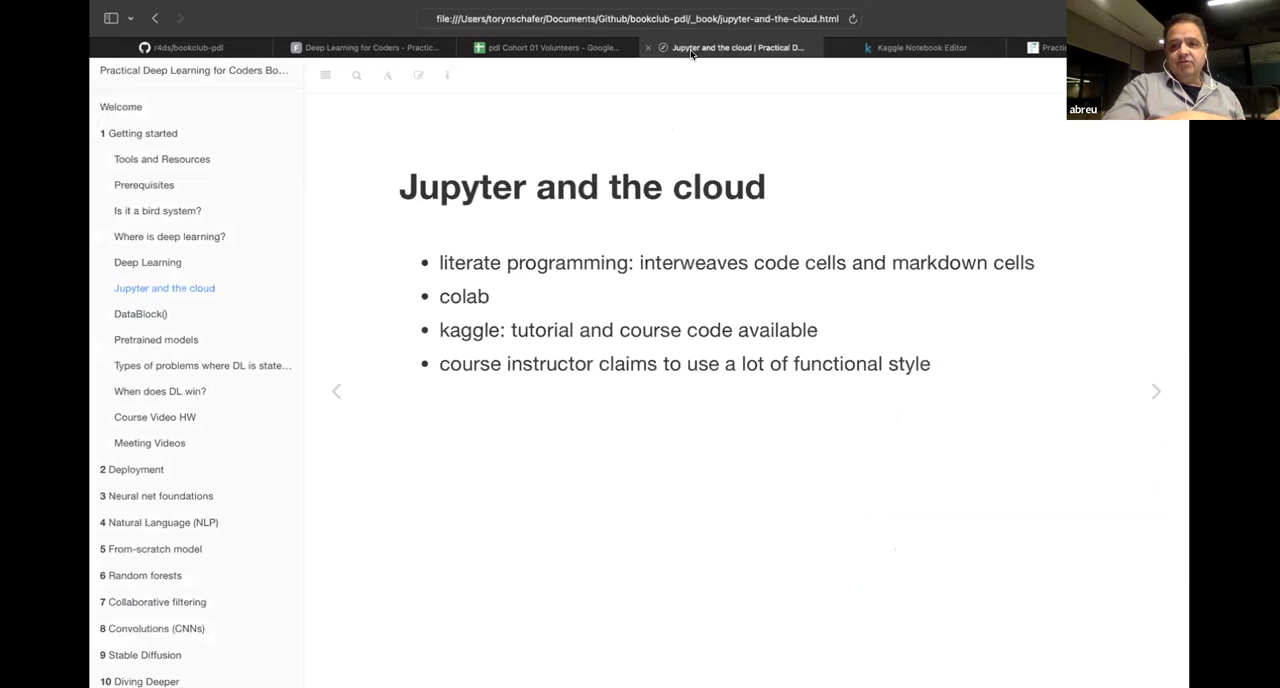 file:///Users/torynschafer/Documents/Github/bookclub-pdl/_book/jupyter-and-the-cloud.html
r4ds/bookclub-pdl
Deep Learning for Coders - Practic...
pdl Cohort 01 Volunteers - Google...
Jupyter and the cloud | Practical D...
Kaggle Notebook Editor
Practic
abreu
Practical Deep Learning for Coders Bo...
Welcome
1 Getting started
Tools and Resources
Prerequisites
Is it a bird system?
Where is deep learning?
Deep Learning
Jupyter and the cloud
DataBlock()
Pretrained models
Types of problems where DL is state...
When does DL win?
Course Video HW
Meeting Videos
2 Deployment
3 Neural net foundations
4 Natural Language (NLP)
5 From-scratch model
6 Random forests
7 Collaborative filtering
8 Convolutions (CNNs)
9 Stable Diffusion
10 Diving Deeper
Jupyter and the cloud
• literate programming: interweaves code cells and markdown cells
• colab
• kaggle: tutorial and course code available
• course instructor claims to use a lot of functional style